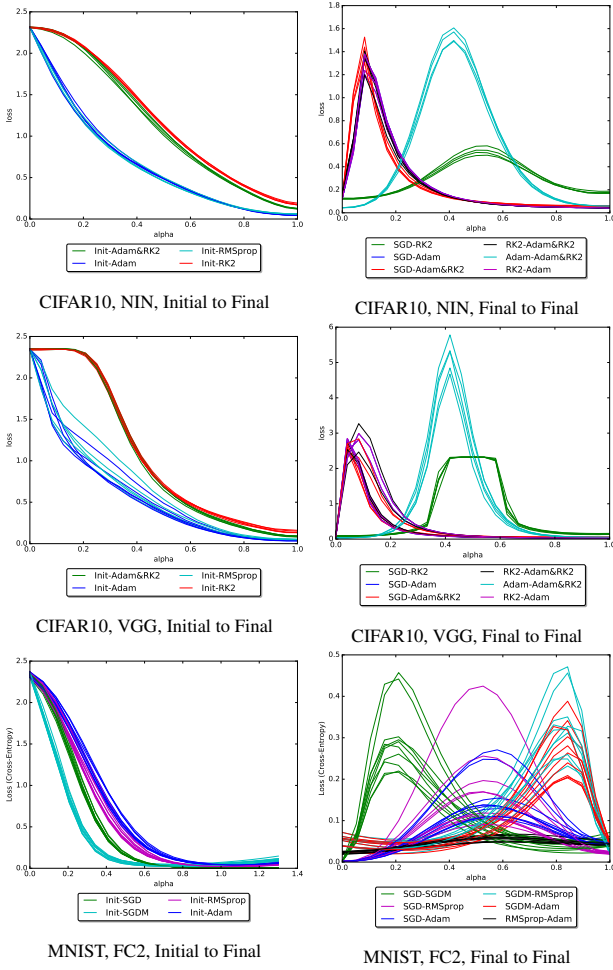 2.5
2.0
1.5
1.0
0.5
0.0
loss
0.0 0.2 0.4 0.6 0.8 1.0
alpha
Init-Adam&RK2 Init-RMSprop
Init-Adam Init-RK2
CIFAR10, NIN, Initial to Final
1.8
1.6
1.4
1.2
1.0
0.8
0.6
0.4
0.2
0.0
loss
0.0 0.2 0.4 0.6 0.8 1.0
alpha
SGD-RK2 RK2-Adam&RK2
SGD-Adam Adam-Adam&RK2
SGD-Adam&RK2 RK2-Adam
CIFAR10, NIN, Final to Final
2.5
2.0
1.5
1.0
0.5
0.0
loss
0.0 0.2 0.4 0.6 0.8 1.0
alpha
Init-Adam&RK2 Init-RMSprop
Init-Adam Init-RK2
CIFAR10, VGG, Initial to Final
6
5
4
3
2
1
0
loss
0.0 0.2 0.4 0.6 0.8 1.0
alpha
SGD-RK2 RK2-Adam&RK2
SGD-Adam Adam-Adam&RK2
SGD-Adam&RK2 RK2-Adam
CIFAR10, VGG, Final to Final
2.5
2.0
1.5
1.0
0.5
0.0
Loss (Cross-Entropy)
0.0 0.2 0.4 0.6 0.8 1.0 1.2 1.4
alpha
Init-SGD Init-RMSprop
Init-SGDM Init-Adam
MNIST, FC2, Initial to Final
0.5
0.4
0.3
0.2
0.1
0.0
Loss (Cross-Entropy)
0.0 0.2 0.4 0.6 0.8 1.0
alpha
SGD-SGDM SGDM-RMSprop
SGD-RMSprop SGDM-Adam
SGD-Adam RMSprop-Adam
MNIST, FC2, Final to Final